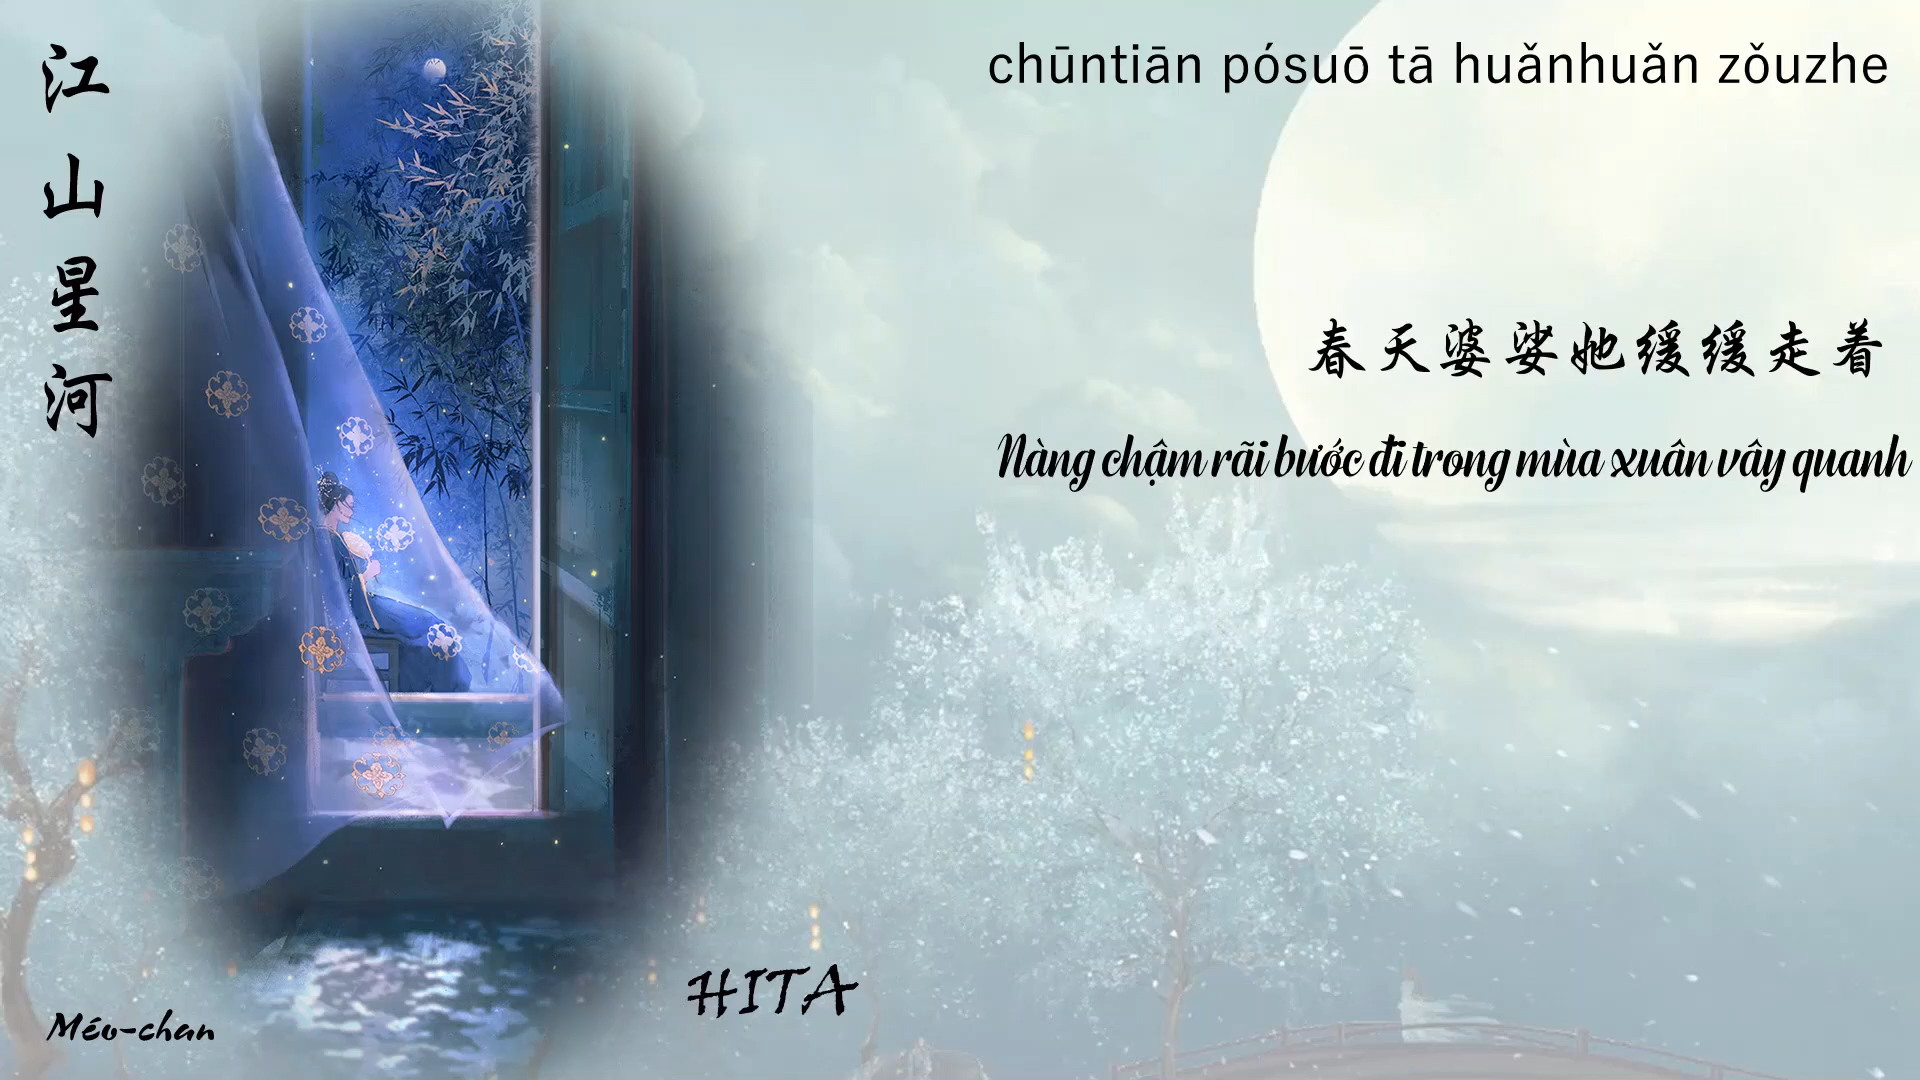 江山星河
chūntiān pósuō tā huǎnhuǎn zǒuzhe
春天婆娑她缓缓走着
Nàng chậm rãi bước đi trong mùa xuân vây quanh
HITA
Méo-chan